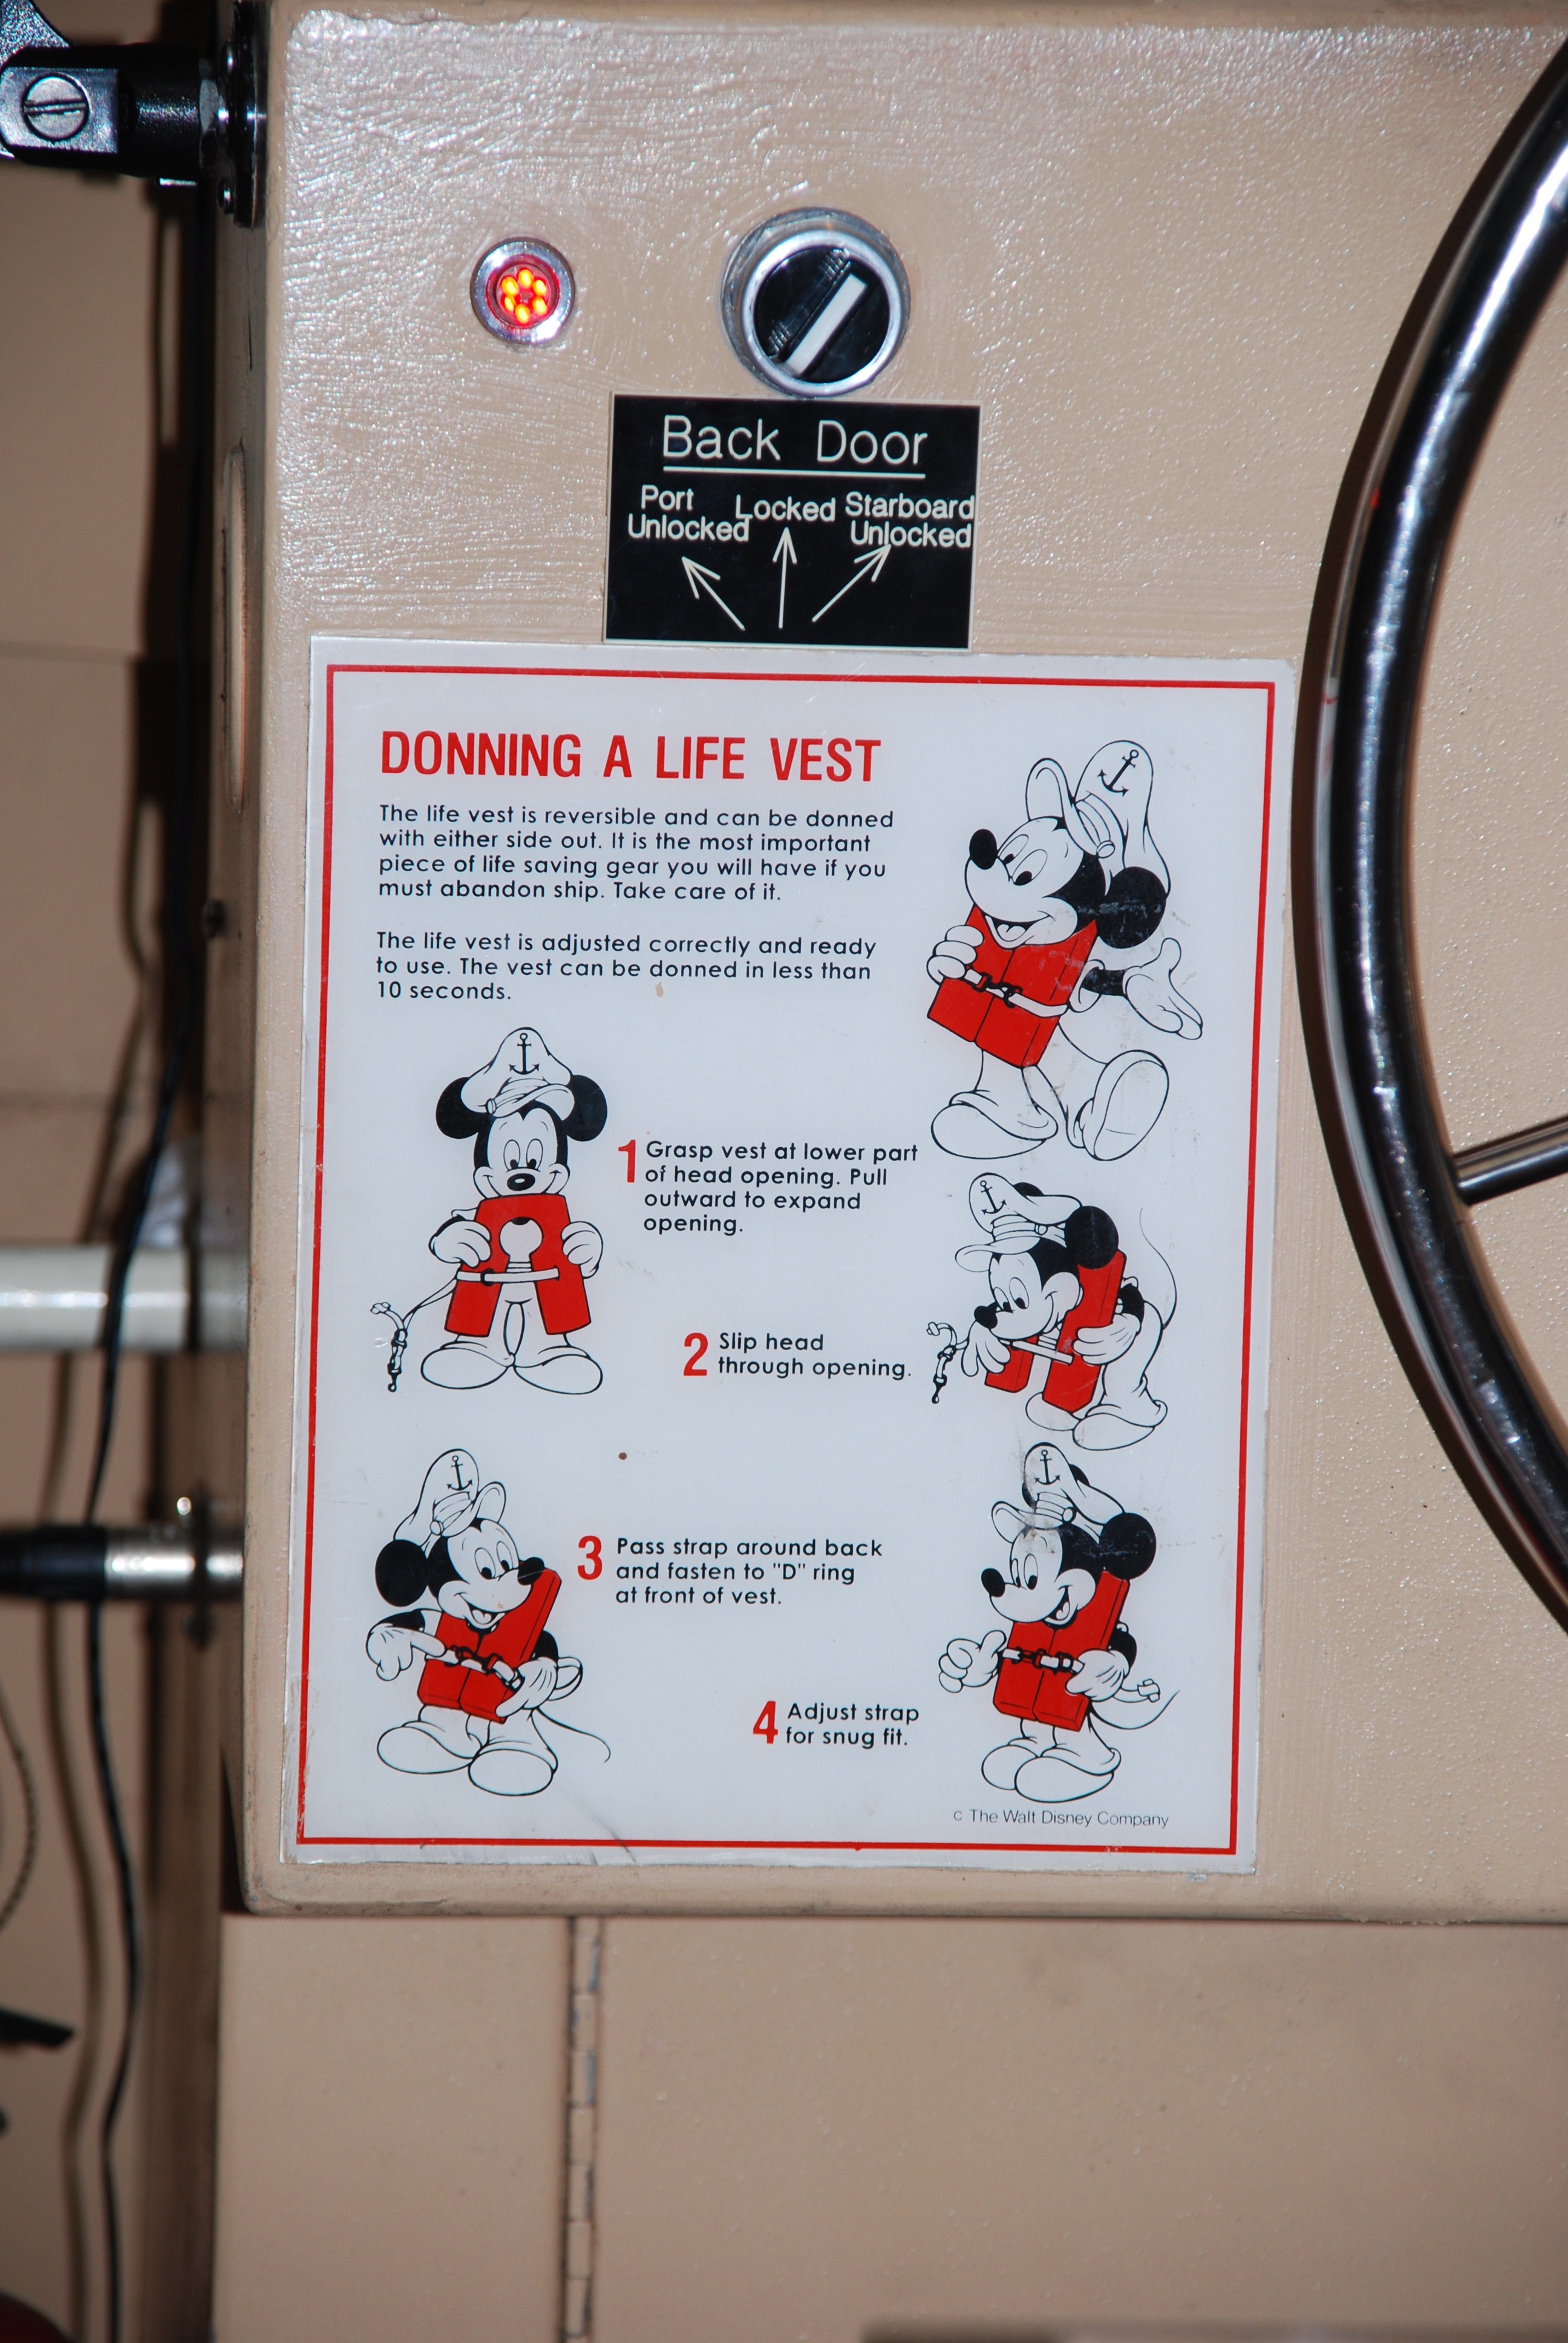 Back Door
Port Unlocked
Locked
Starboard Unlocked
DONNING A LIFE VEST
The life vest is reversible and can be donned
with either side out. It is the most important
piece of life saving gear you will have if you
must abandon ship. Take care of it.
The life vest is adjusted correctly and ready
to use. The vest can be donned in less than
10 seconds.
1 Grasp vest at lower part
of head opening. Pull
outward to expand
opening.
2 Slip head
through opening.
3 Pass strap around back
and fasten to "D" ring
at front of vest.
4 Adjust strap
for snug fit.
c The Walt Disney Company